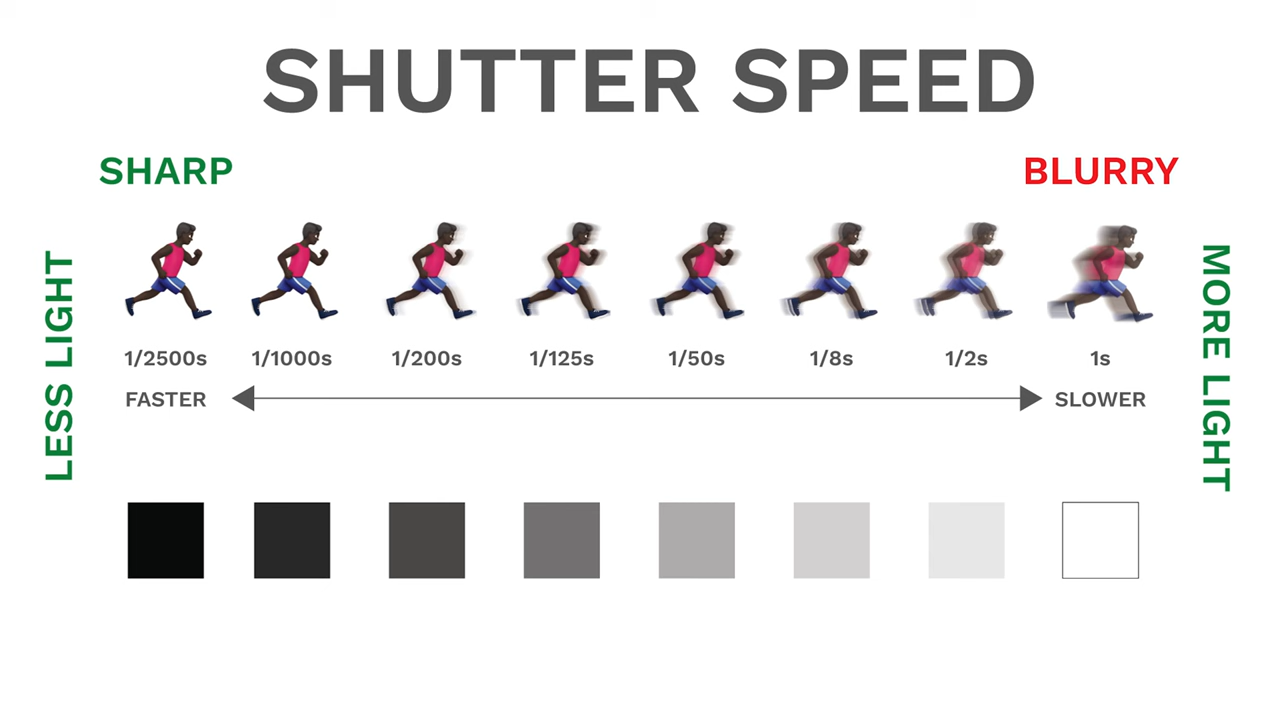 SHUTTER SPEED
SHARP
BLURRY
LESS LIGHT
MORE LIGHT
1/2500s
1/1000s
1/200s
1/125s
1/50s
1/8s
1/2s
1s
FASTER
SLOWER